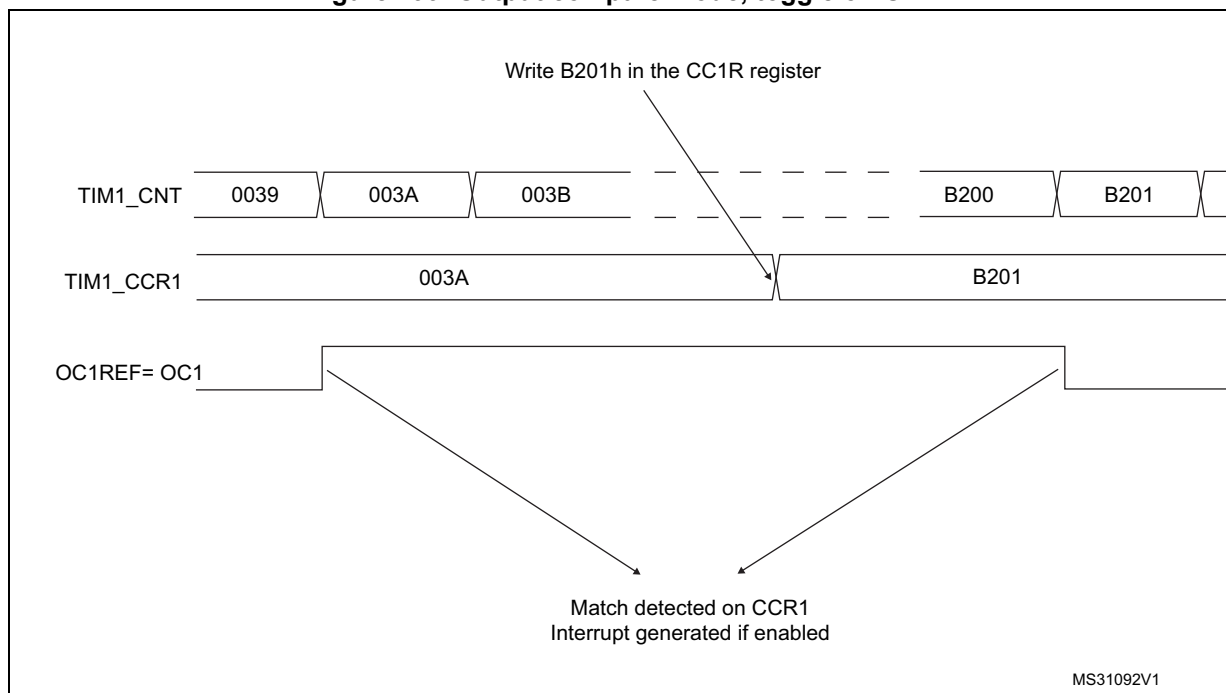 Write B201h in the CC1R register
TIM1_CNT 0039 003A 003B B200 B201
TIM1_CCR1 003A B201
OC1REF= OC1
Match detected on CCR1
Interrupt generated if enabled
MS31092V1